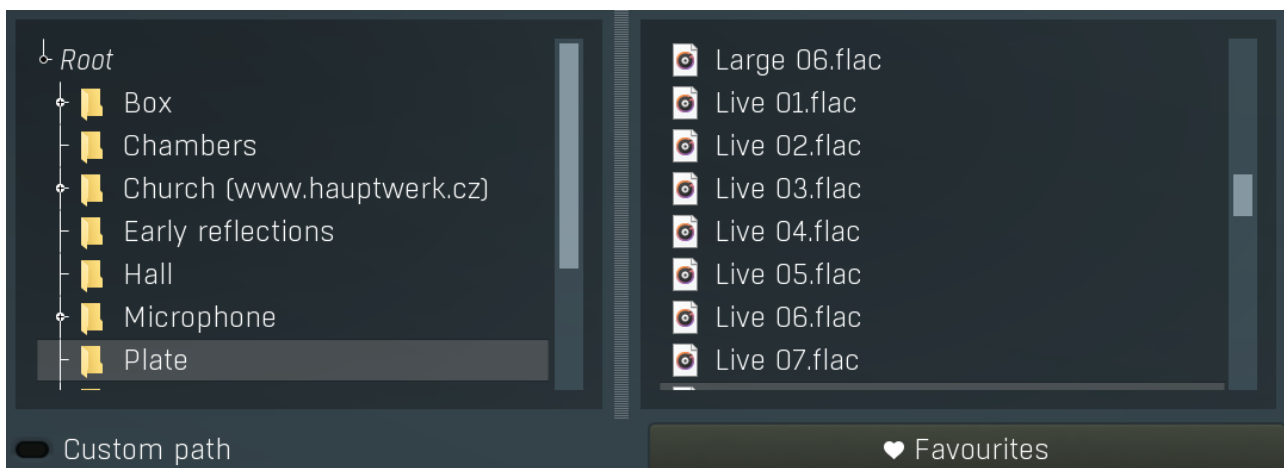 Root
Box
Chambers
Church (www.hauptwerk.cz)
Early reflections
Hall
Microphone
Plate
Custom path
Large 06.flac
Live 01.flac
Live 02.flac
Live 03.flac
Live 04.flac
Live 05.flac
Live 06.flac
Live 07.flac
Favourites